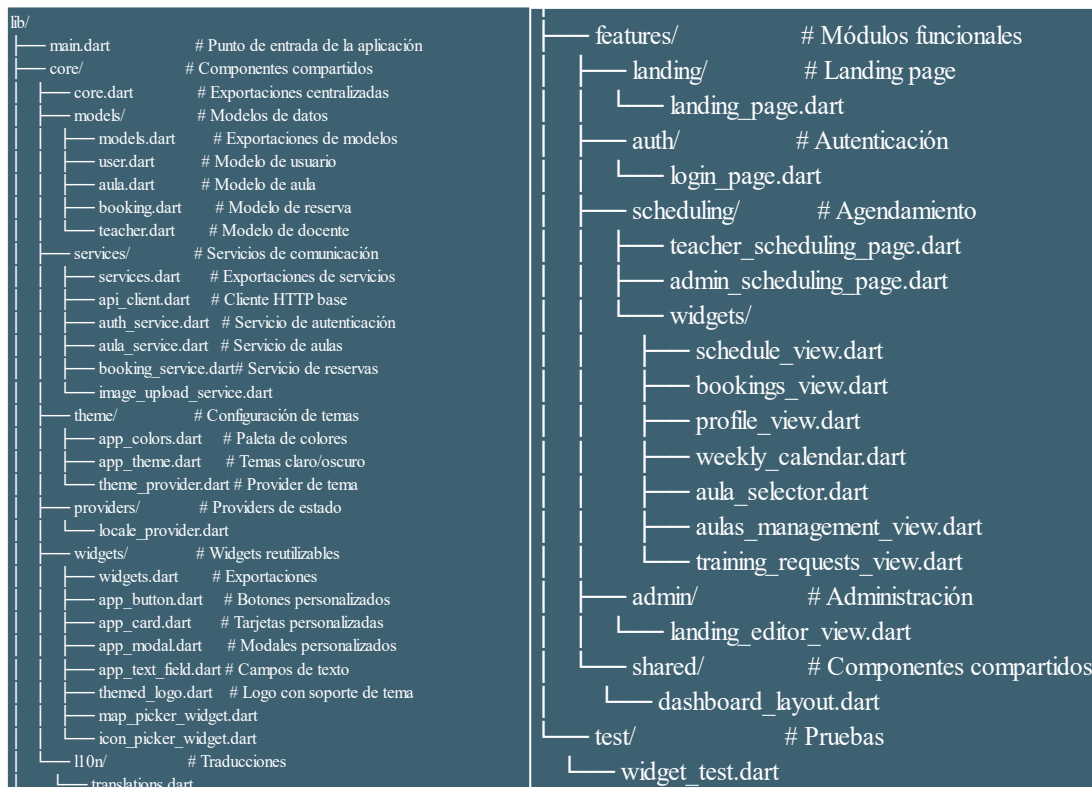 lib/
├── main.dart # Punto de entrada de la aplicación
├── core/ # Componentes compartidos
│ ├── core.dart # Exportaciones centralizadas
│ ├── models/ # Modelos de datos
│ │ ├── models.dart # Exportaciones de modelos
│ │ ├── user.dart # Modelo de usuario
│ │ ├── aula.dart # Modelo de aula
│ │ ├── booking.dart # Modelo de reserva
│ │ └── teacher.dart # Modelo de docente
│ ├── services/ # Servicios de comunicación
│ │ ├── services.dart # Exportaciones de servicios
│ │ ├── api_client.dart # Cliente HTTP base
│ │ ├── auth_service.dart # Servicio de autenticación
│ │ ├── aula_service.dart # Servicio de aulas
│ │ ├── booking_service.dart# Servicio de reservas
│ │ └── image_upload_service.dart
│ ├── theme/ # Configuración de temas
│ │ ├── app_colors.dart # Paleta de colores
│ │ ├── app_theme.dart # Temas claro/oscuro
│ │ └── theme_provider.dart # Provider de tema
│ ├── providers/ # Providers de estado
│ │ └── locale_provider.dart
│ ├── widgets/ # Widgets reutilizables
│ │ ├── widgets.dart # Exportaciones
│ │ ├── app_button.dart # Botones personalizados
│ │ ├── app_card.dart # Tarjetas personalizadas
│ │ ├── app_modal.dart # Modales personalizados
│ │ ├── app_text_field.dart # Campos de texto
│ │ ├── themed_logo.dart # Logo con soporte de tema
│ │ ├── map_picker_widget.dart
│ │ └── icon_picker_widget.dart
│ └── l10n/ # Traducciones
│ └── translations.dart
├── features/ # Módulos funcionales
│ ├── landing/ # Landing page
│ │ └── landing_page.dart
│ ├── auth/ # Autenticación
│ │ └── login_page.dart
│ ├── scheduling/ # Agendamiento
│ │ ├── teacher_scheduling_page.dart
│ │ ├── admin_scheduling_page.dart
│ │ └── widgets/
│ │ ├── schedule_view.dart
│ │ ├── bookings_view.dart
│ │ ├── profile_view.dart
│ │ ├── weekly_calendar.dart
│ │ ├── aula_selector.dart
│ │ ├── aulas_management_view.dart
│ │ └── training_requests_view.dart
│ ├── admin/ # Administración
│ │ └── landing_editor_view.dart
│ └── shared/ # Componentes compartidos
│ └── dashboard_layout.dart
└── test/ # Pruebas
└── widget_test.dart